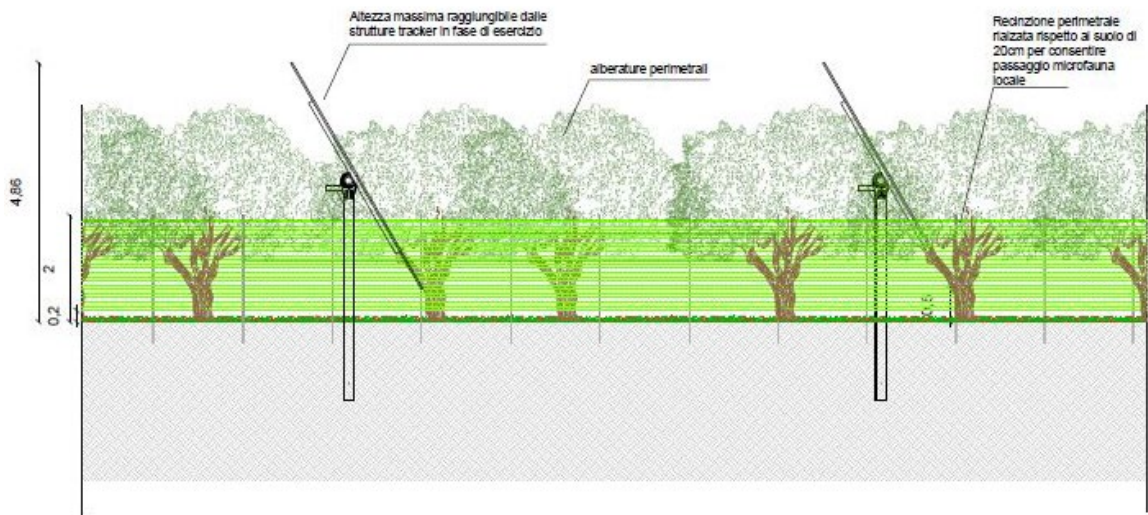 Altezza massima raggiungibile dalle
strutture tracker in fase di esercizio
alberature perimetrali
Recinzione perimetrale
rialzata rispetto al suolo di
20cm per consentire
passaggio microfauna
locale
4,86
2
0,2